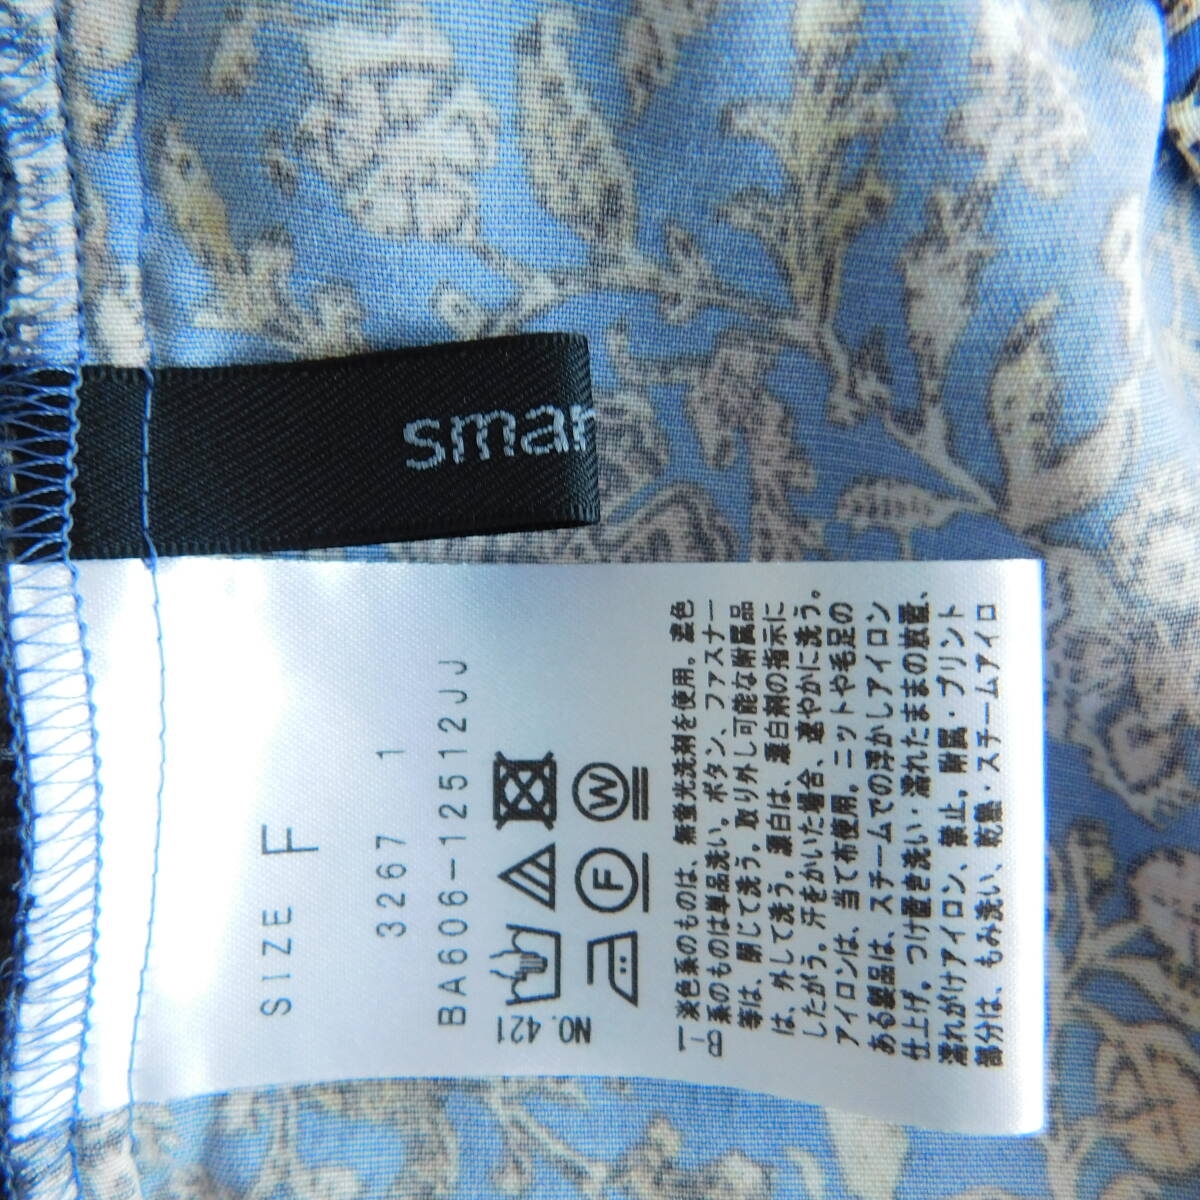 smar
SIZE F
3267 1
BA606-12512JJ
NO.421
W
F
I-B
淡色系のものは、無蛍光洗剤を使用。濃色
系のものは単品洗い。ボタン、ファスナー
等は、閉じて洗う。取り外し可能な附属品
は、外して洗う。漂白は、漂白剤の指示に
したがう。汗をかいた場合、速やかに洗う。
アイロンは、当て布使用。ニットや毛足の
ある製品は、スチームでの浮かしアイロン
仕上げ。つけ置き洗い・濡れたままの放置、
濡れがけアイロン、禁止。附属・プリント
部分は、もみ洗い、乾燥・スチームアイロ